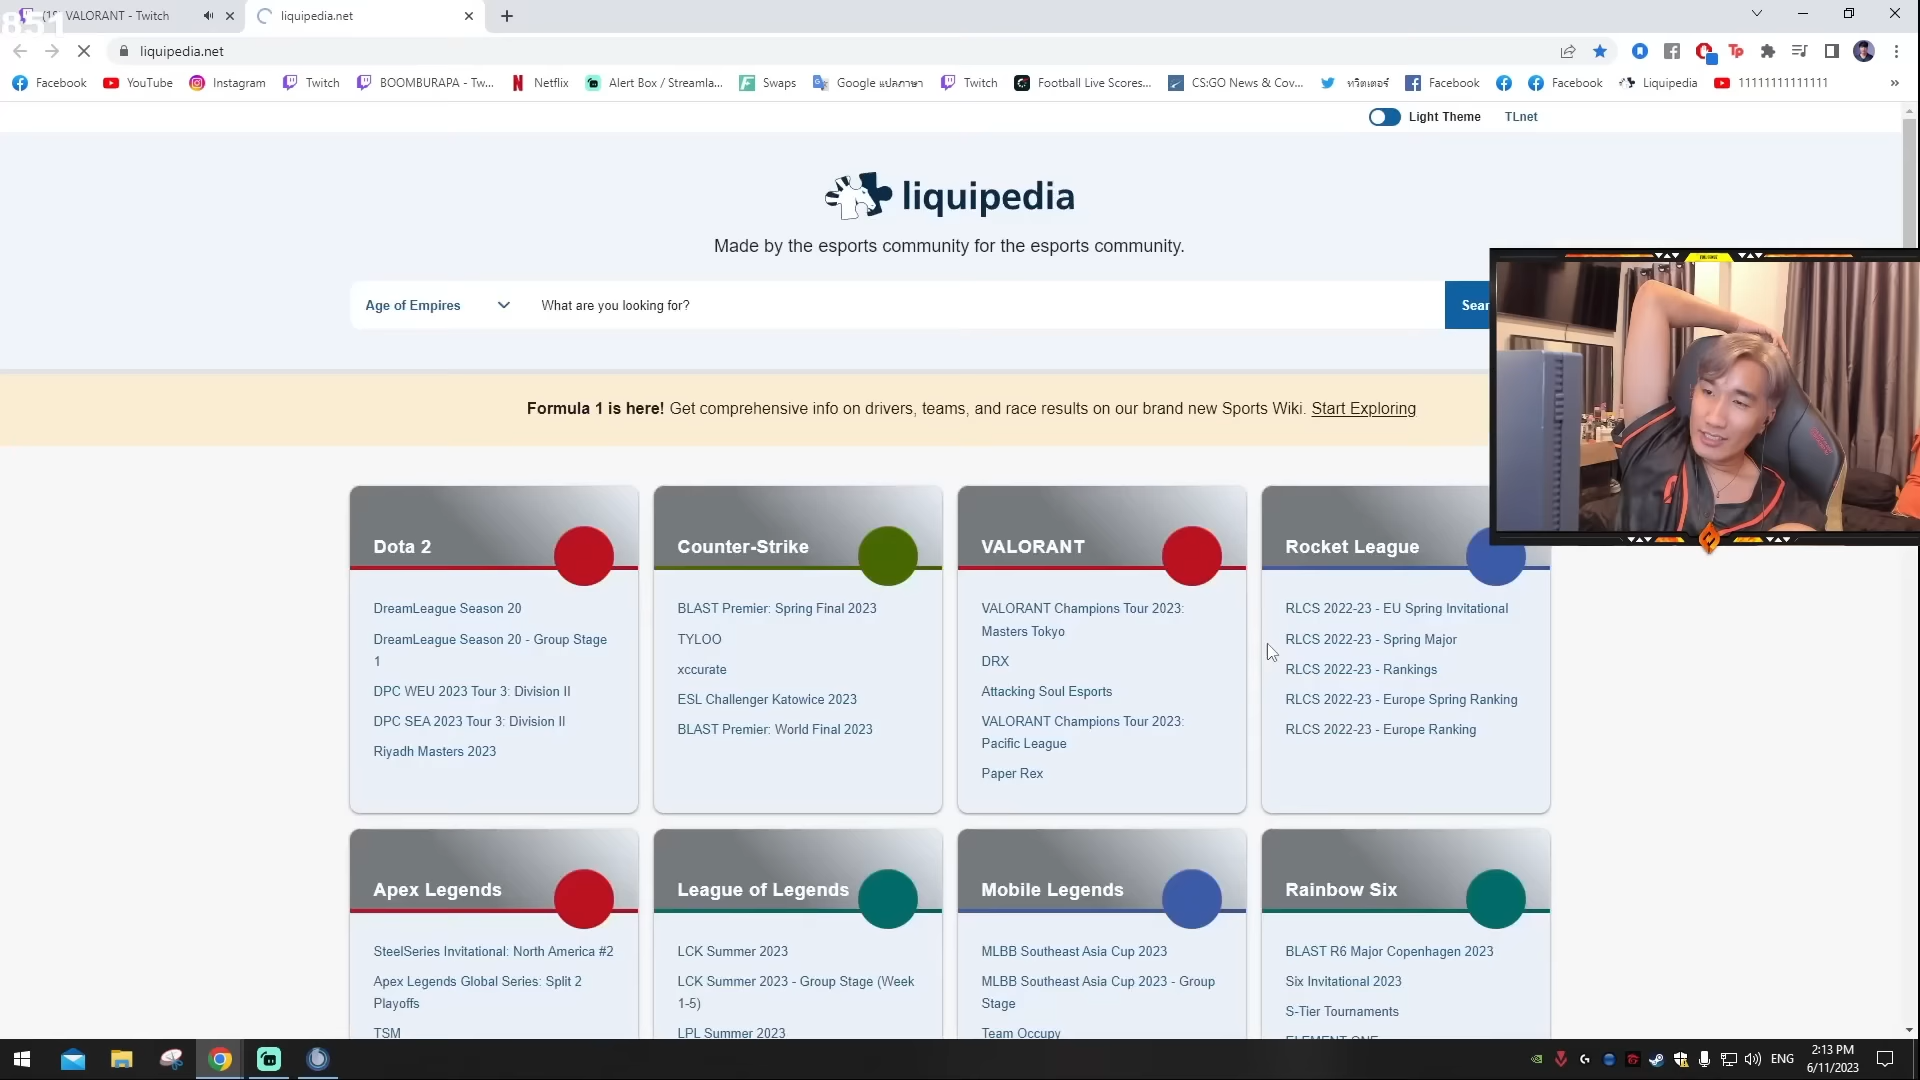 851
(18) VALORANT - Twitch
liquipedia.net
liquipedia.net
Facebook YouTube Instagram Twitch BOOMBURAPA - Tw... Netflix Alert Box / Streamla... Swaps Google แปลภาษา Twitch Football Live Scores... CS:GO News & Cov... ทวิตเตอร์ Facebook Facebook Liquipedia 11111111111111 »
Light Theme TLnet
liquipedia
Made by the esports community for the esports community.
Age of Empires What are you looking for? Sear
Formula 1 is here! Get comprehensive info on drivers, teams, and race results on our brand new Sports Wiki. Start Exploring
Dota 2
DreamLeague Season 20
DreamLeague Season 20 - Group Stage
1
DPC WEU 2023 Tour 3: Division II
DPC SEA 2023 Tour 3: Division II
Riyadh Masters 2023
Counter-Strike
BLAST Premier: Spring Final 2023
TYLOO
xccurate
ESL Challenger Katowice 2023
BLAST Premier: World Final 2023
VALORANT
VALORANT Champions Tour 2023:
Masters Tokyo
DRX
Attacking Soul Esports
VALORANT Champions Tour 2023:
Pacific League
Paper Rex
Rocket League
RLCS 2022-23 - EU Spring Invitational
RLCS 2022-23 - Spring Major
RLCS 2022-23 - Rankings
RLCS 2022-23 - Europe Spring Ranking
RLCS 2022-23 - Europe Ranking
Apex Legends
SteelSeries Invitational: North America #2
Apex Legends Global Series: Split 2
Playoffs
TSM
League of Legends
LCK Summer 2023
LCK Summer 2023 - Group Stage (Week
1-5)
LPL Summer 2023
Mobile Legends
MLBB Southeast Asia Cup 2023
MLBB Southeast Asia Cup 2023 - Group
Stage
Team Occupy
Rainbow Six
BLAST R6 Major Copenhagen 2023
Six Invitational 2023
S-Tier Tournaments
ELEMENT ONE
ENG
2:13 PM
6/11/2023